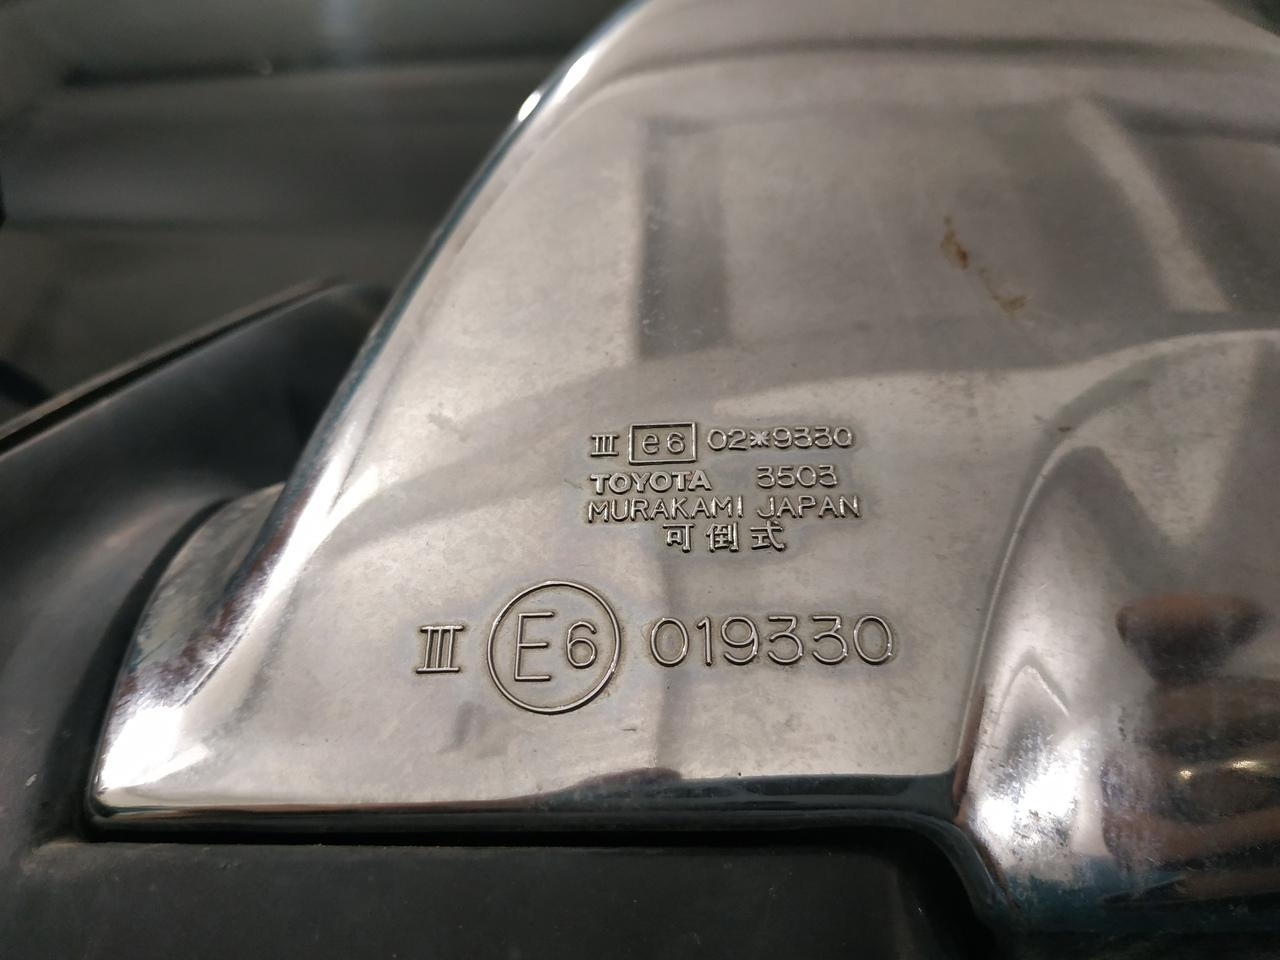 III e6 02*9330
TOYOTA 3503
MURAKAMI JAPAN
可倒式
III E6 019330